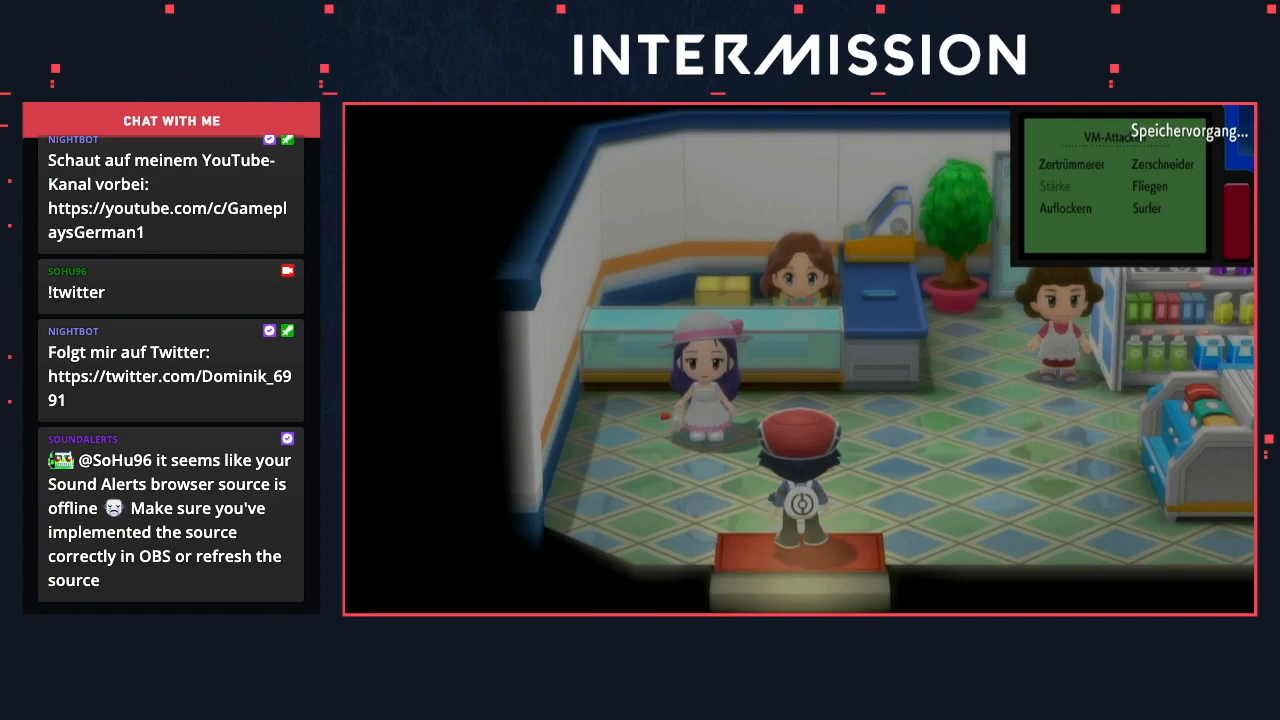 INTERMISSION
CHAT WITH ME
NIGHTBOT
Schaut auf meinem YouTube-
Kanal vorbei:
https://youtube.com/c/Gamepl
aysGerman1
SOHU96
!twitter
NIGHTBOT
Folgt mir auf Twitter:
https://twitter.com/Dominik_69
91
SOUNDALERTS
@SoHu96 it seems like your
Sound Alerts browser source is
offline Make sure you've
implemented the source
correctly in OBS or refresh the
source
Speichervorgang...
Zertrümmerer Zerschneider
Stärke Fliegen
Auflockern Surfer